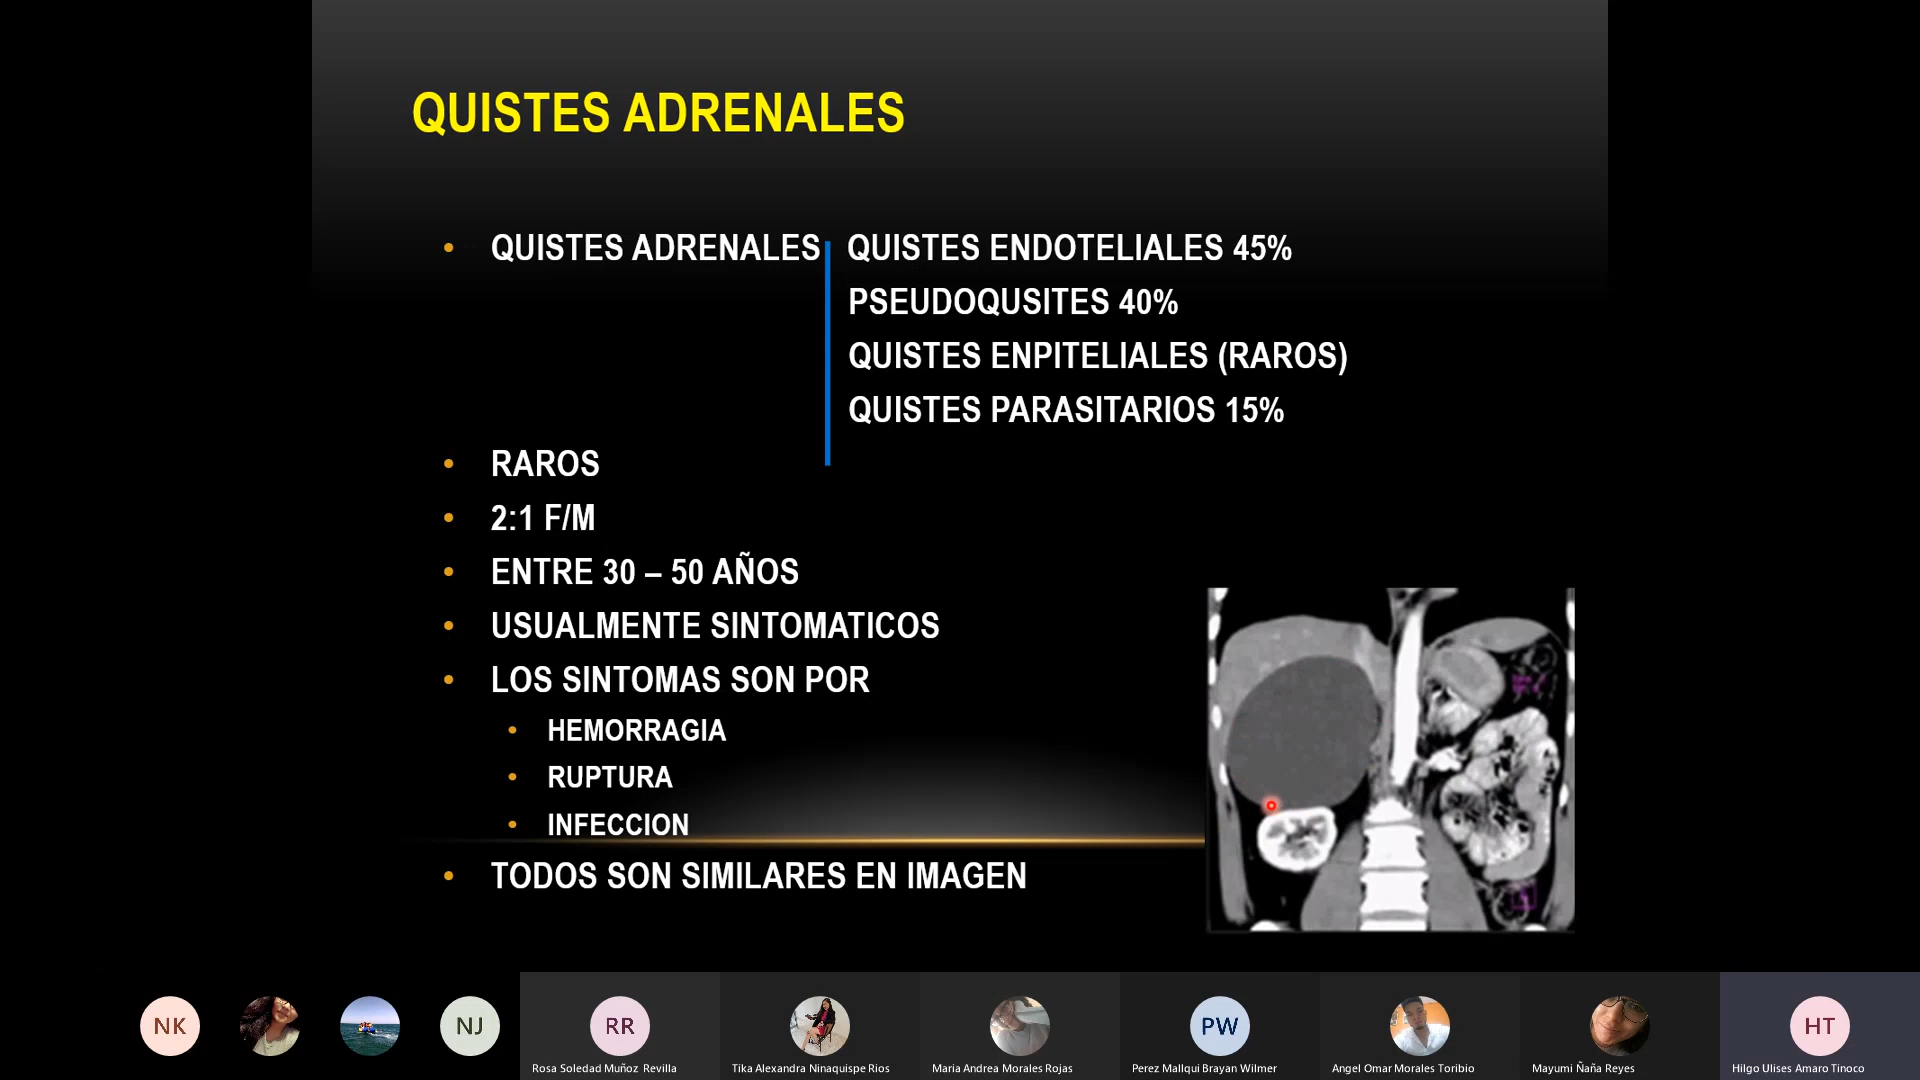 QUISTES ADRENALES
• QUISTES ADRENALES QUISTES ENDOTELIALES 45%
PSEUDOQUSITES 40%
QUISTES ENPITELIALES (RAROS)
QUISTES PARASITARIOS 15%
• RAROS
• 2:1 F/M
• ENTRE 30 – 50 AÑOS
• USUALMENTE SINTOMATICOS
• LOS SINTOMAS SON POR
• HEMORRAGIA
• RUPTURA
• INFECCION
• TODOS SON SIMILARES EN IMAGEN
NK NJ RR PW HT
Rosa Soledad Muñoz Revilla Tika Alexandra Ninaquispe Rios Maria Andrea Morales Rojas Perez Mallqui Brayan Wilmer Angel Omar Morales Toribio Mayumi Ñaña Reyes Hilgo Ulises Amaro Tinoco